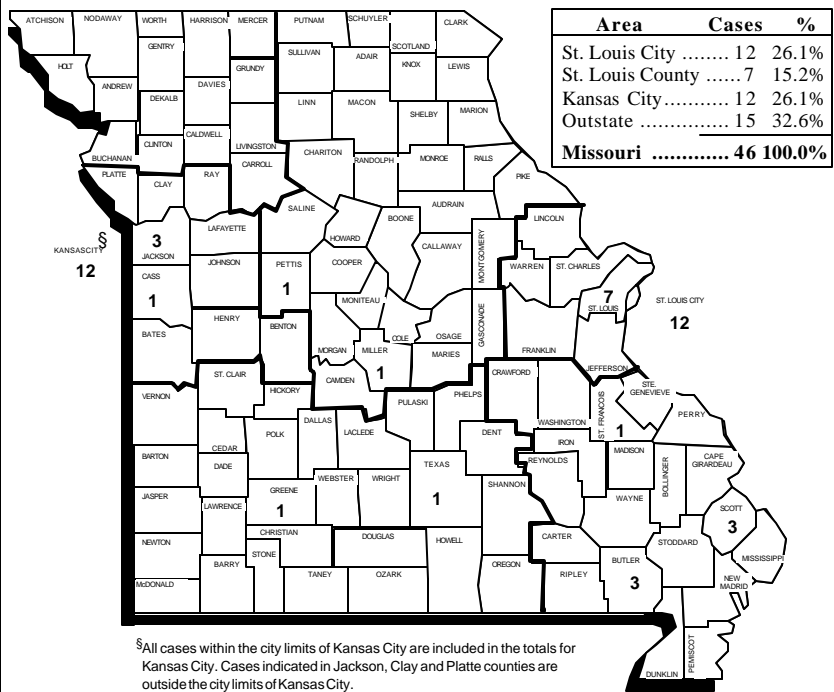 Area Cases %
St. Louis City ........ 12 26.1%
St. Louis County ...... 7 15.2%
Kansas City............ 12 26.1%
Outstate ............... 15 32.6%
Missouri ............. 46 100.0%
ATCHISON NODAWAY WORTH HARRISON MERCER PUTNAM SCHUYLER CLARK
GENTRY SULLIVAN ADAIR SCOTLAND
HOLT GRUNDY KNOX LEWIS
ANDREW DAVIES
DEKALB LINN MACON
SHELBY MARION
CLINTON CALDWELL LIVINGSTON
BUCHANAN CARROLL CHARITON RANDOLPH MONROE RALLS
PLATTE CLAY RAY PIKE
SALINE AUDRAIN
LAFAYETTE HOWARD BOONE LINCOLN
§
KANSASCITY
12
3
JACKSON
JOHNSON PETTIS COOPER CALLAWAY MONTGOMERY WARREN ST. CHARLES
CASS
1
1
MONITEAU
7
ST. LOUIS
ST. LOUIS CITY
12
BATES HENRY BENTON MORGAN MILLER COLE OSAGE GASCONADE FRANKLIN
1
MARIES
JEFFERSON
ST. CLAIR CAMDEN CRAWFORD
VERNON HICKORY PULASKI PHELPS STE.
GENEVIEVE
DALLAS WASHINGTON ST. FRANCOIS PERRY
1
CEDAR POLK LACLEDE DENT IRON
BARTON DADE TEXAS REYNOLDS MADISON BOLLINGER CAPE
GIRARDEAU
1
JASPER LAWRENCE GREENE WEBSTER WRIGHT SHANNON WAYNE SCOTT
1
3
NEWTON CHRISTIAN DOUGLAS HOWELL CARTER STODDARD
STONE MISSISSIPPI
BARRY TANEY OZARK OREGON RIPLEY BUTLER
3
NEW
MADRID
McDONALD
PEMISCOT
DUNKLIN
§All cases within the city limits of Kansas City are included in the totals for
Kansas City. Cases indicated in Jackson, Clay and Platte counties are
outside the city limits of Kansas City.